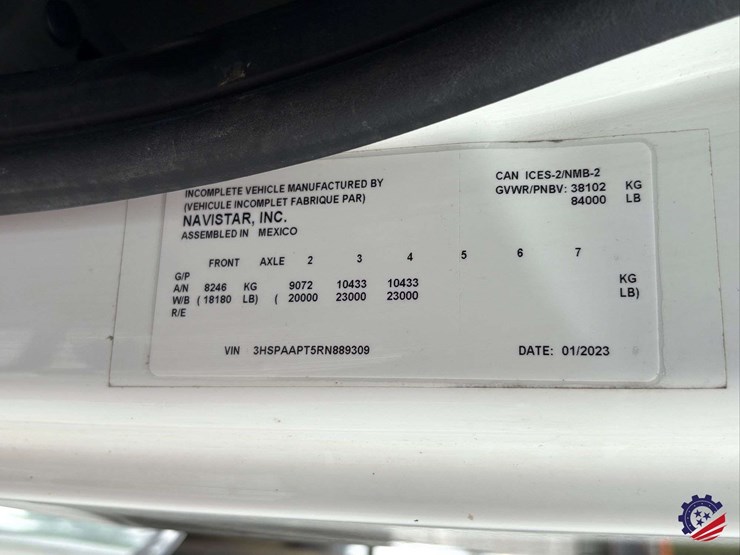 INCOMPLETE VEHICLE MANUFACTURED BY
(VEHICULE INCOMPLET FABRIQUE PAR)
NAVISTAR, INC.
ASSEMBLED IN MEXICO
CAN ICES-2/NMB-2
GVWR/PNBV: 38102 KG
84000 LB
FRONT AXLE 2 3 4 5 6 7
G/P
A/N 8246 KG 9072 10433 10433 KG
W/B ( 18180 LB) ( 20000 23000 23000 LB)
R/E
VIN 3HSPAAPT5RN889309 DATE: 01/2023